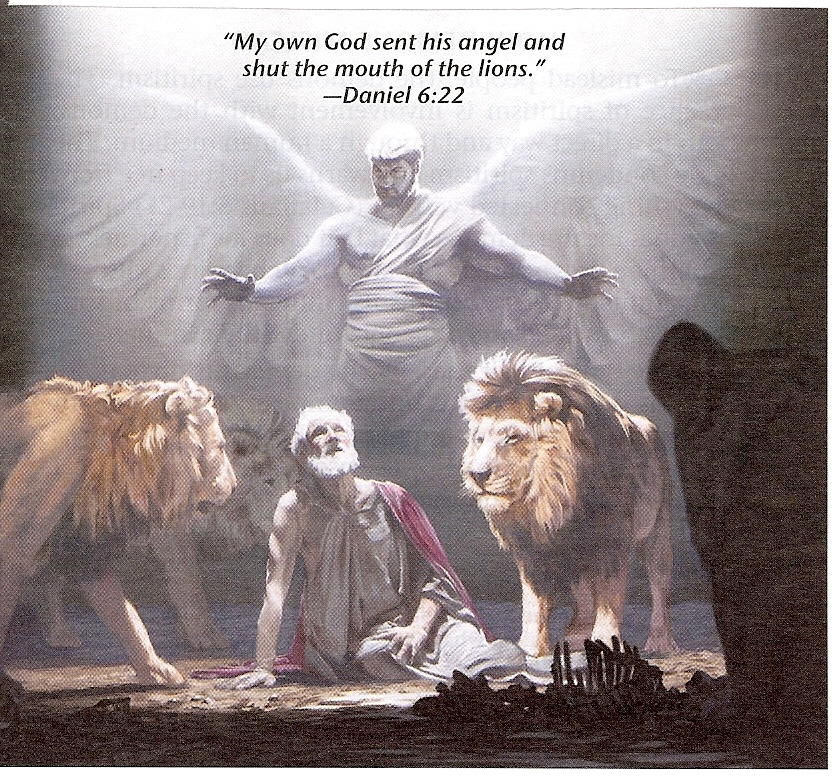 “My own God sent his angel and
shut the mouth of the lions.”
—Daniel 6:22